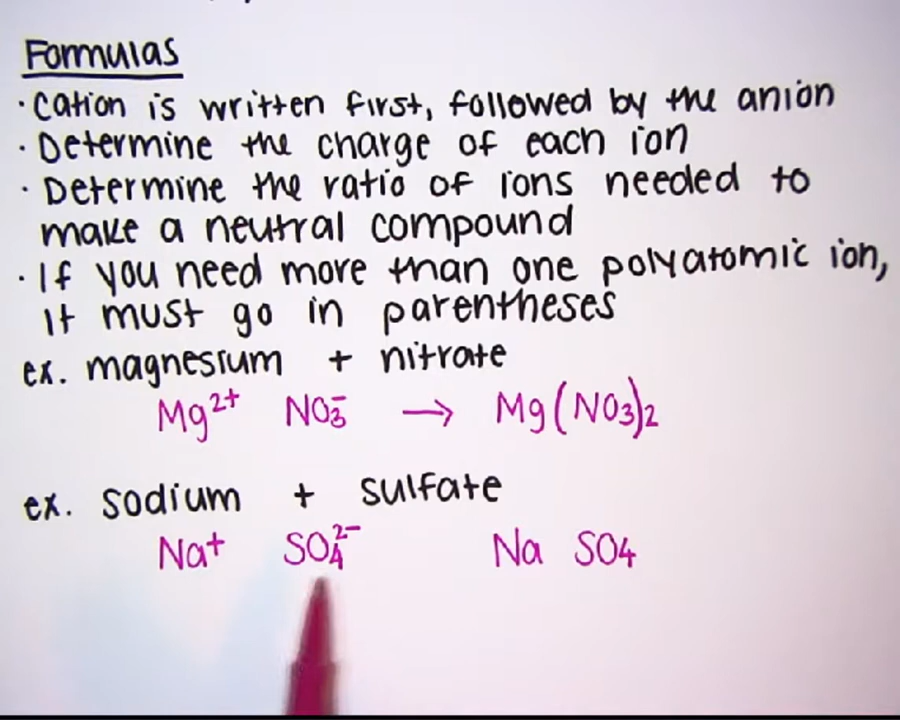 Formulas
· Cation is written first, followed by the anion
· Determine the charge of each ion
· Determine the ratio of ions needed to
make a neutral compound
· If you need more than one polyatomic ion,
it must go in parentheses
ex. magnesium + nitrate
Mg²⁺ NO₃⁻ → Mg(NO₃)₂
ex. sodium + sulfate
Na⁺ SO₄²⁻ Na SO₄